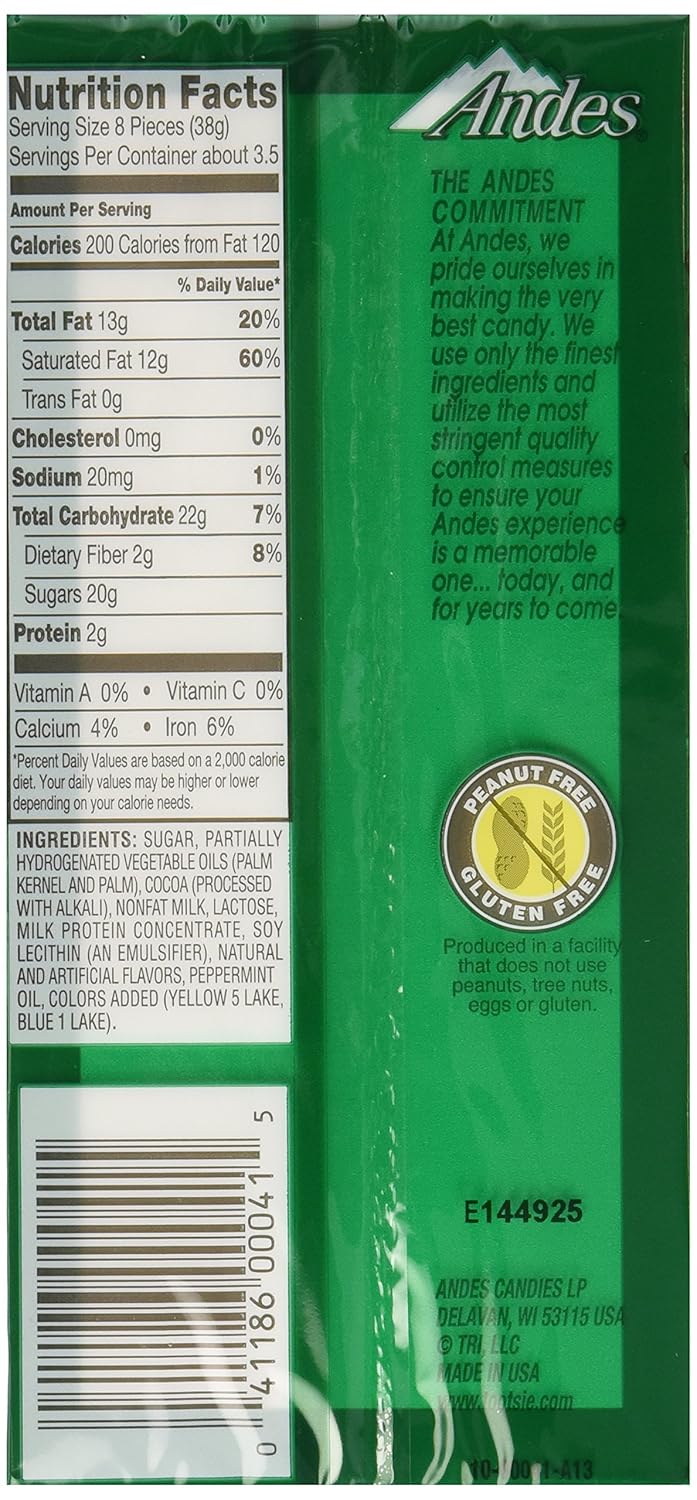 Nutrition Facts
Serving Size 8 Pieces (38g)
Servings Per Container about 3.5
Amount Per Serving
Calories 200 Calories from Fat 120
% Daily Value*
Total Fat 13g 20%
Saturated Fat 12g 60%
Trans Fat 0g
Cholesterol 0mg 0%
Sodium 20mg 1%
Total Carbohydrate 22g 7%
Dietary Fiber 2g 8%
Sugars 20g
Protein 2g
Vitamin A 0% • Vitamin C 0%
Calcium 4% • Iron 6%
*Percent Daily Values are based on a 2,000 calorie
diet. Your daily values may be higher or lower
depending on your calorie needs.
INGREDIENTS: SUGAR, PARTIALLY
HYDROGENATED VEGETABLE OILS (PALM
KERNEL AND PALM), COCOA (PROCESSED
WITH ALKALI), NONFAT MILK, LACTOSE,
MILK PROTEIN CONCENTRATE, SOY
LECITHIN (AN EMULSIFIER), NATURAL
AND ARTIFICIAL FLAVORS, PEPPERMINT
OIL, COLORS ADDED (YELLOW 5 LAKE,
BLUE 1 LAKE).
0 41186 00041 5
Andes
THE ANDES
COMMITMENT
At Andes, we
pride ourselves in
making the very
best candy. We
use only the finest
ingredients and
utilize the most
stringent quality
control measures
to ensure your
Andes experience
is a memorable
one... today, and
for years to come.
PEANUT FREE
GLUTEN FREE
Produced in a facility
that does not use
peanuts, tree nuts,
eggs or gluten.
E144925
ANDES CANDIES LP
DELAVAN, WI 53115 USA
© TRI, LLC
MADE IN USA
www.tootsie.com